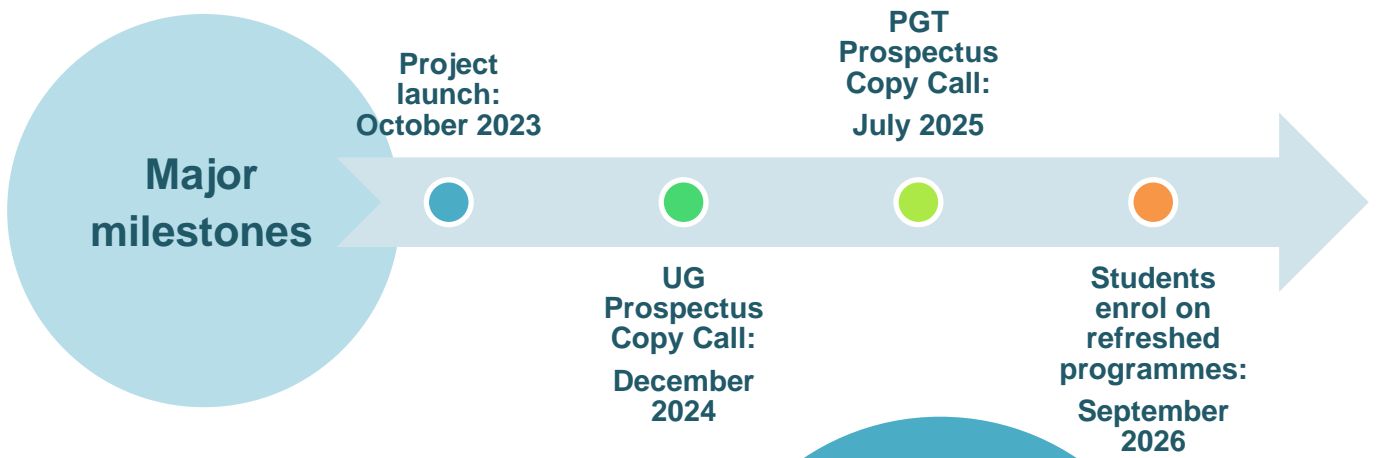 Major
milestones
Project
launch:
October 2023
UG
Prospectus
Copy Call:
December
2024
PGT
Prospectus
Copy Call:
July 2025
Students
enrol on
refreshed
programmes:
September
2026